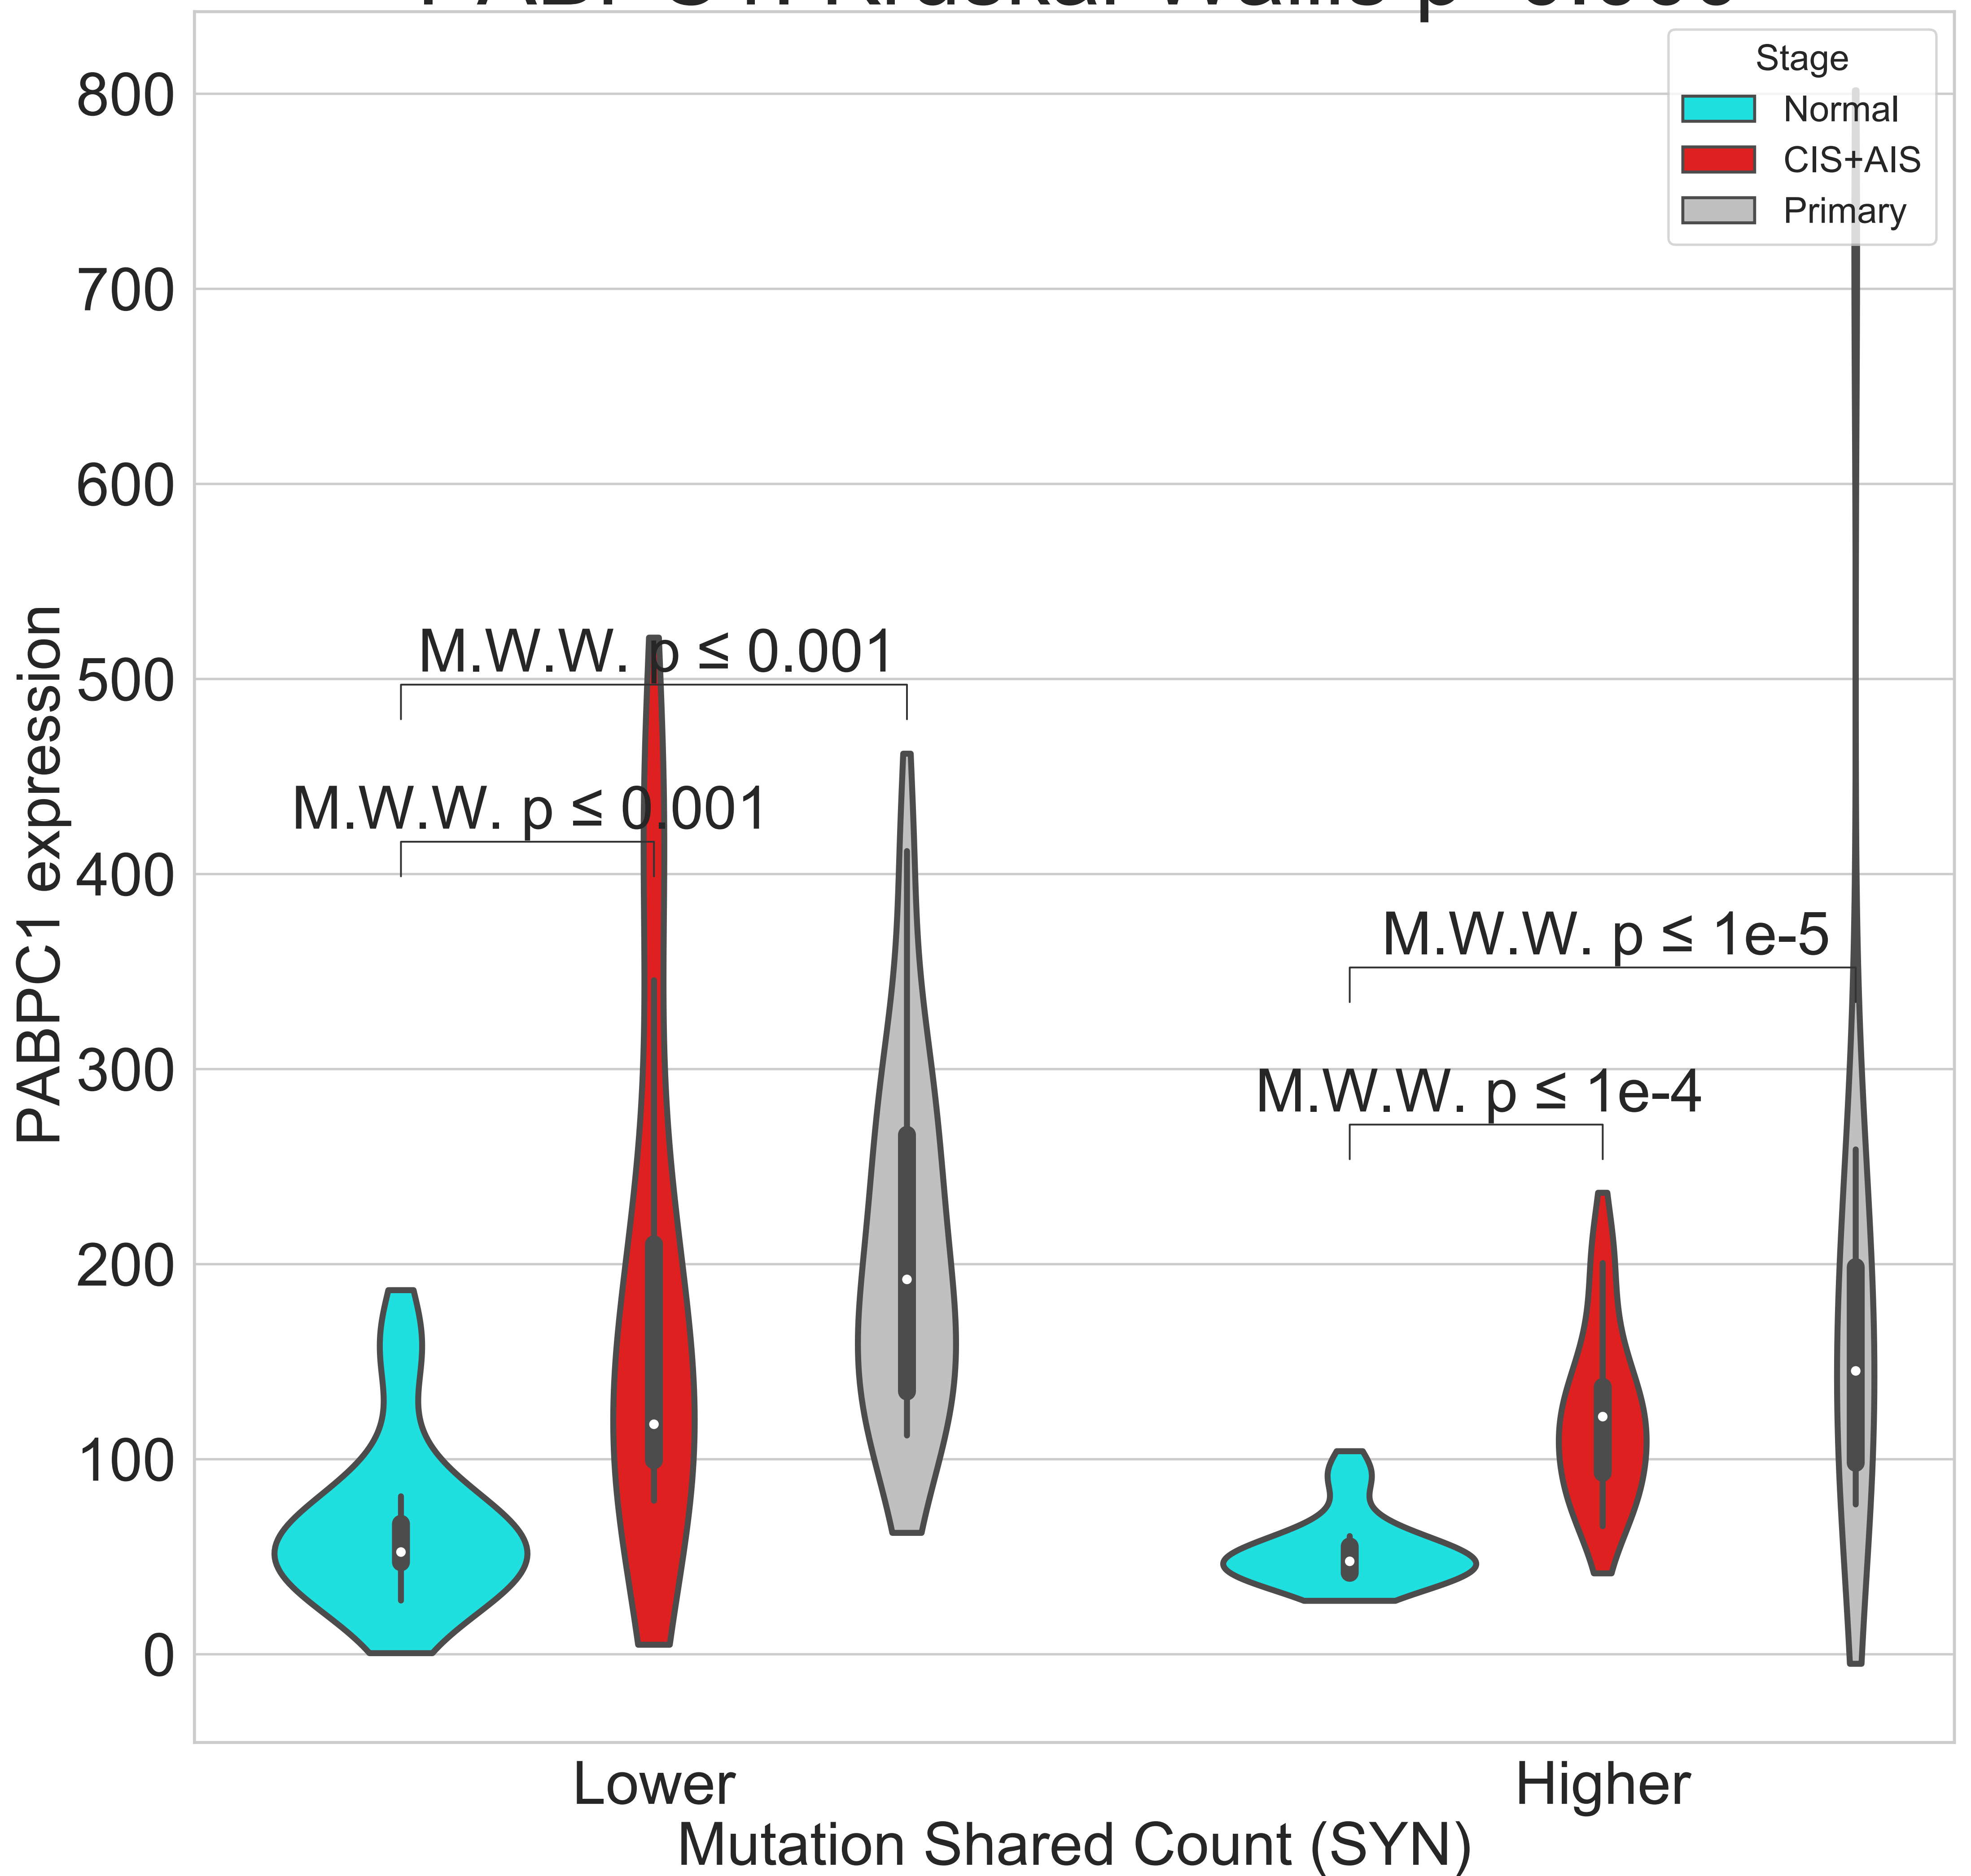 Stage
Normal
CIS+AIS
Primary
800
700
600
500
400
300
200
100
0
PABPC1 expression
M.W.W. p ≤ 0.001
M.W.W. p ≤ 0.001
M.W.W. p ≤ 1e-5
M.W.W. p ≤ 1e-4
Lower
Higher
Mutation Shared Count (SYN)